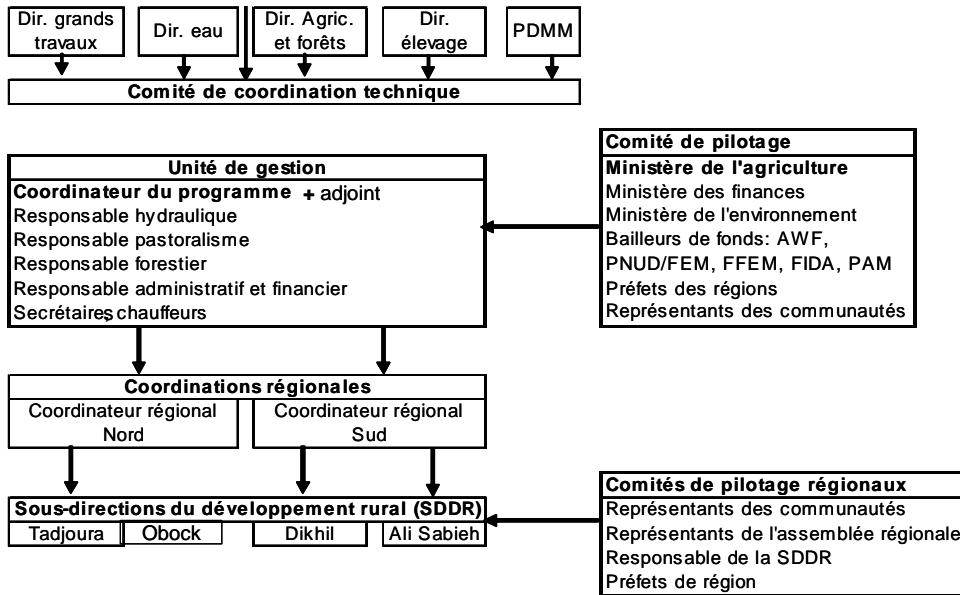 Dir. grands
travaux
Dir. eau
Dir. Agric.
et forêts
Dir.
élevage
PDMM
Comité de coordination technique
Unité de gestion
Coordinateur du programme + adjoint
Responsable hydraulique
Responsable pastoralisme
Responsable forestier
Responsable administratif et financier
Secrétaires, chauffeurs
Comité de pilotage
Ministère de l'agriculture
Ministère des finances
Ministère de l'environnement
Bailleurs de fonds: AWF,
PNUD/FEM, FFEM, FIDA, PAM
Préfets des régions
Représentants des communautés
Coordinations régionales
Coordinateur régional
Nord
Coordinateur régional
Sud
Sous-directions du développement rural (SDDR)
Tadjoura
Obock
Dikhil
Ali Sabieh
Comités de pilotage régionaux
Représentants des communautés
Représentants de l'assemblée régionale
Responsable de la SDDR
Préfets de région